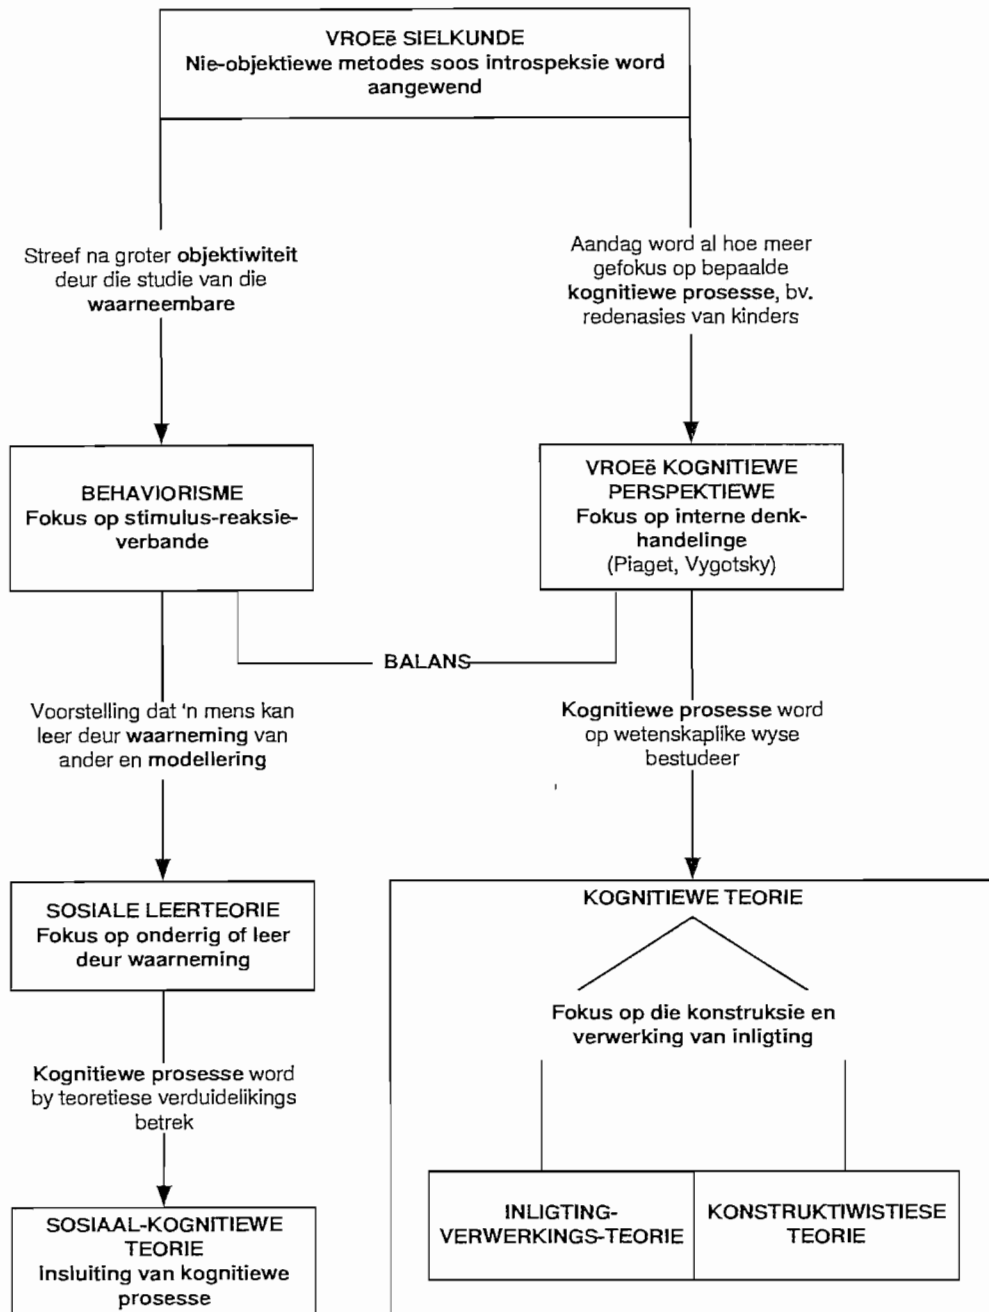 VROEë SIELKUNDE
Nie-objektiewe metodes soos introspeksie word
aangewend
Streef na groter objektiwiteit
deur die studie van die
waarneembare
Aandag word al hoe meer
gefokus op bepaalde
kognitiewe prosesse, bv.
redenasies van kinders
BEHAVIORISME
Fokus op stimulus-reaksie-
verbande
VROEë KOGNITIEWE
PERSPEKTIEWE
Fokus op interne denk-
handelinge
(Piaget, Vygotsky)
BALANS
Voorstelling dat 'n mens kan
leer deur waarneming van
ander en modellering
Kognitiewe prosesse word
op wetenskaplike wyse
bestudeer
SOSIALE LEERTEORIE
Fokus op onderrig of leer
deur waarneming
KOGNITIEWE TEORIE
Fokus op die konstruksie en
verwerking van inligting
Kognitiewe prosesse word
by teoretiese verduidelikings
betrek
SOSIAAL-KOGNITIEWE
TEORIE
Insluiting van kognitiewe
prosesse
INLIGTING-
VERWERKINGS-TEORIE
KONSTRUKTIWISTIESE
TEORIE